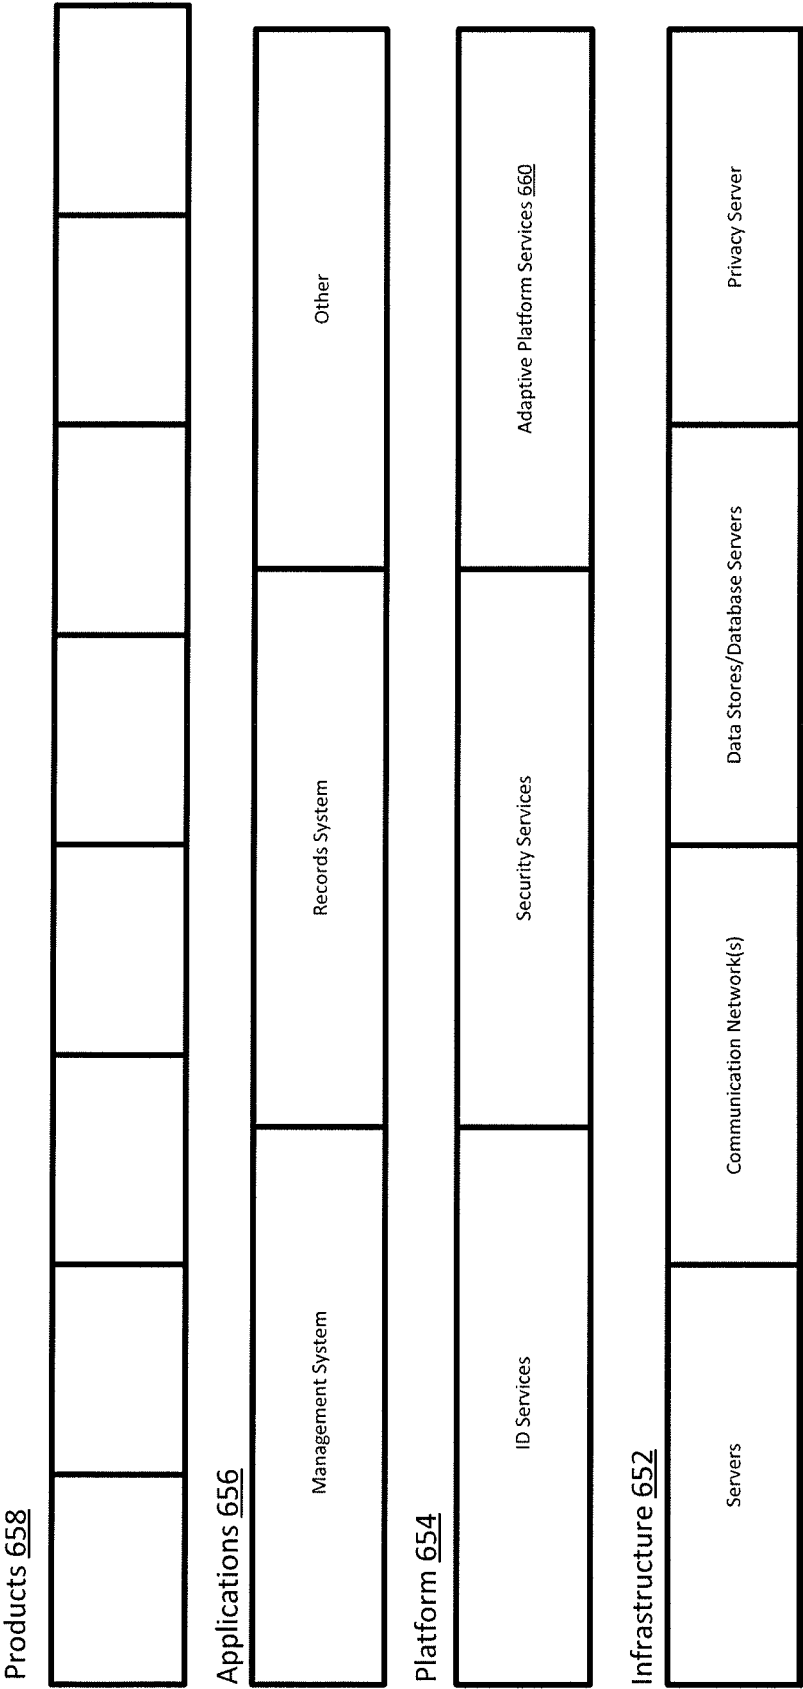 Products 658
Applications 656
Management System
Records System
Other
Platform 654
ID Services
Security Services
Adaptive Platform Services 660
Infrastructure 652
Servers
Communication Network(s)
Data Stores/Database Servers
Privacy Server